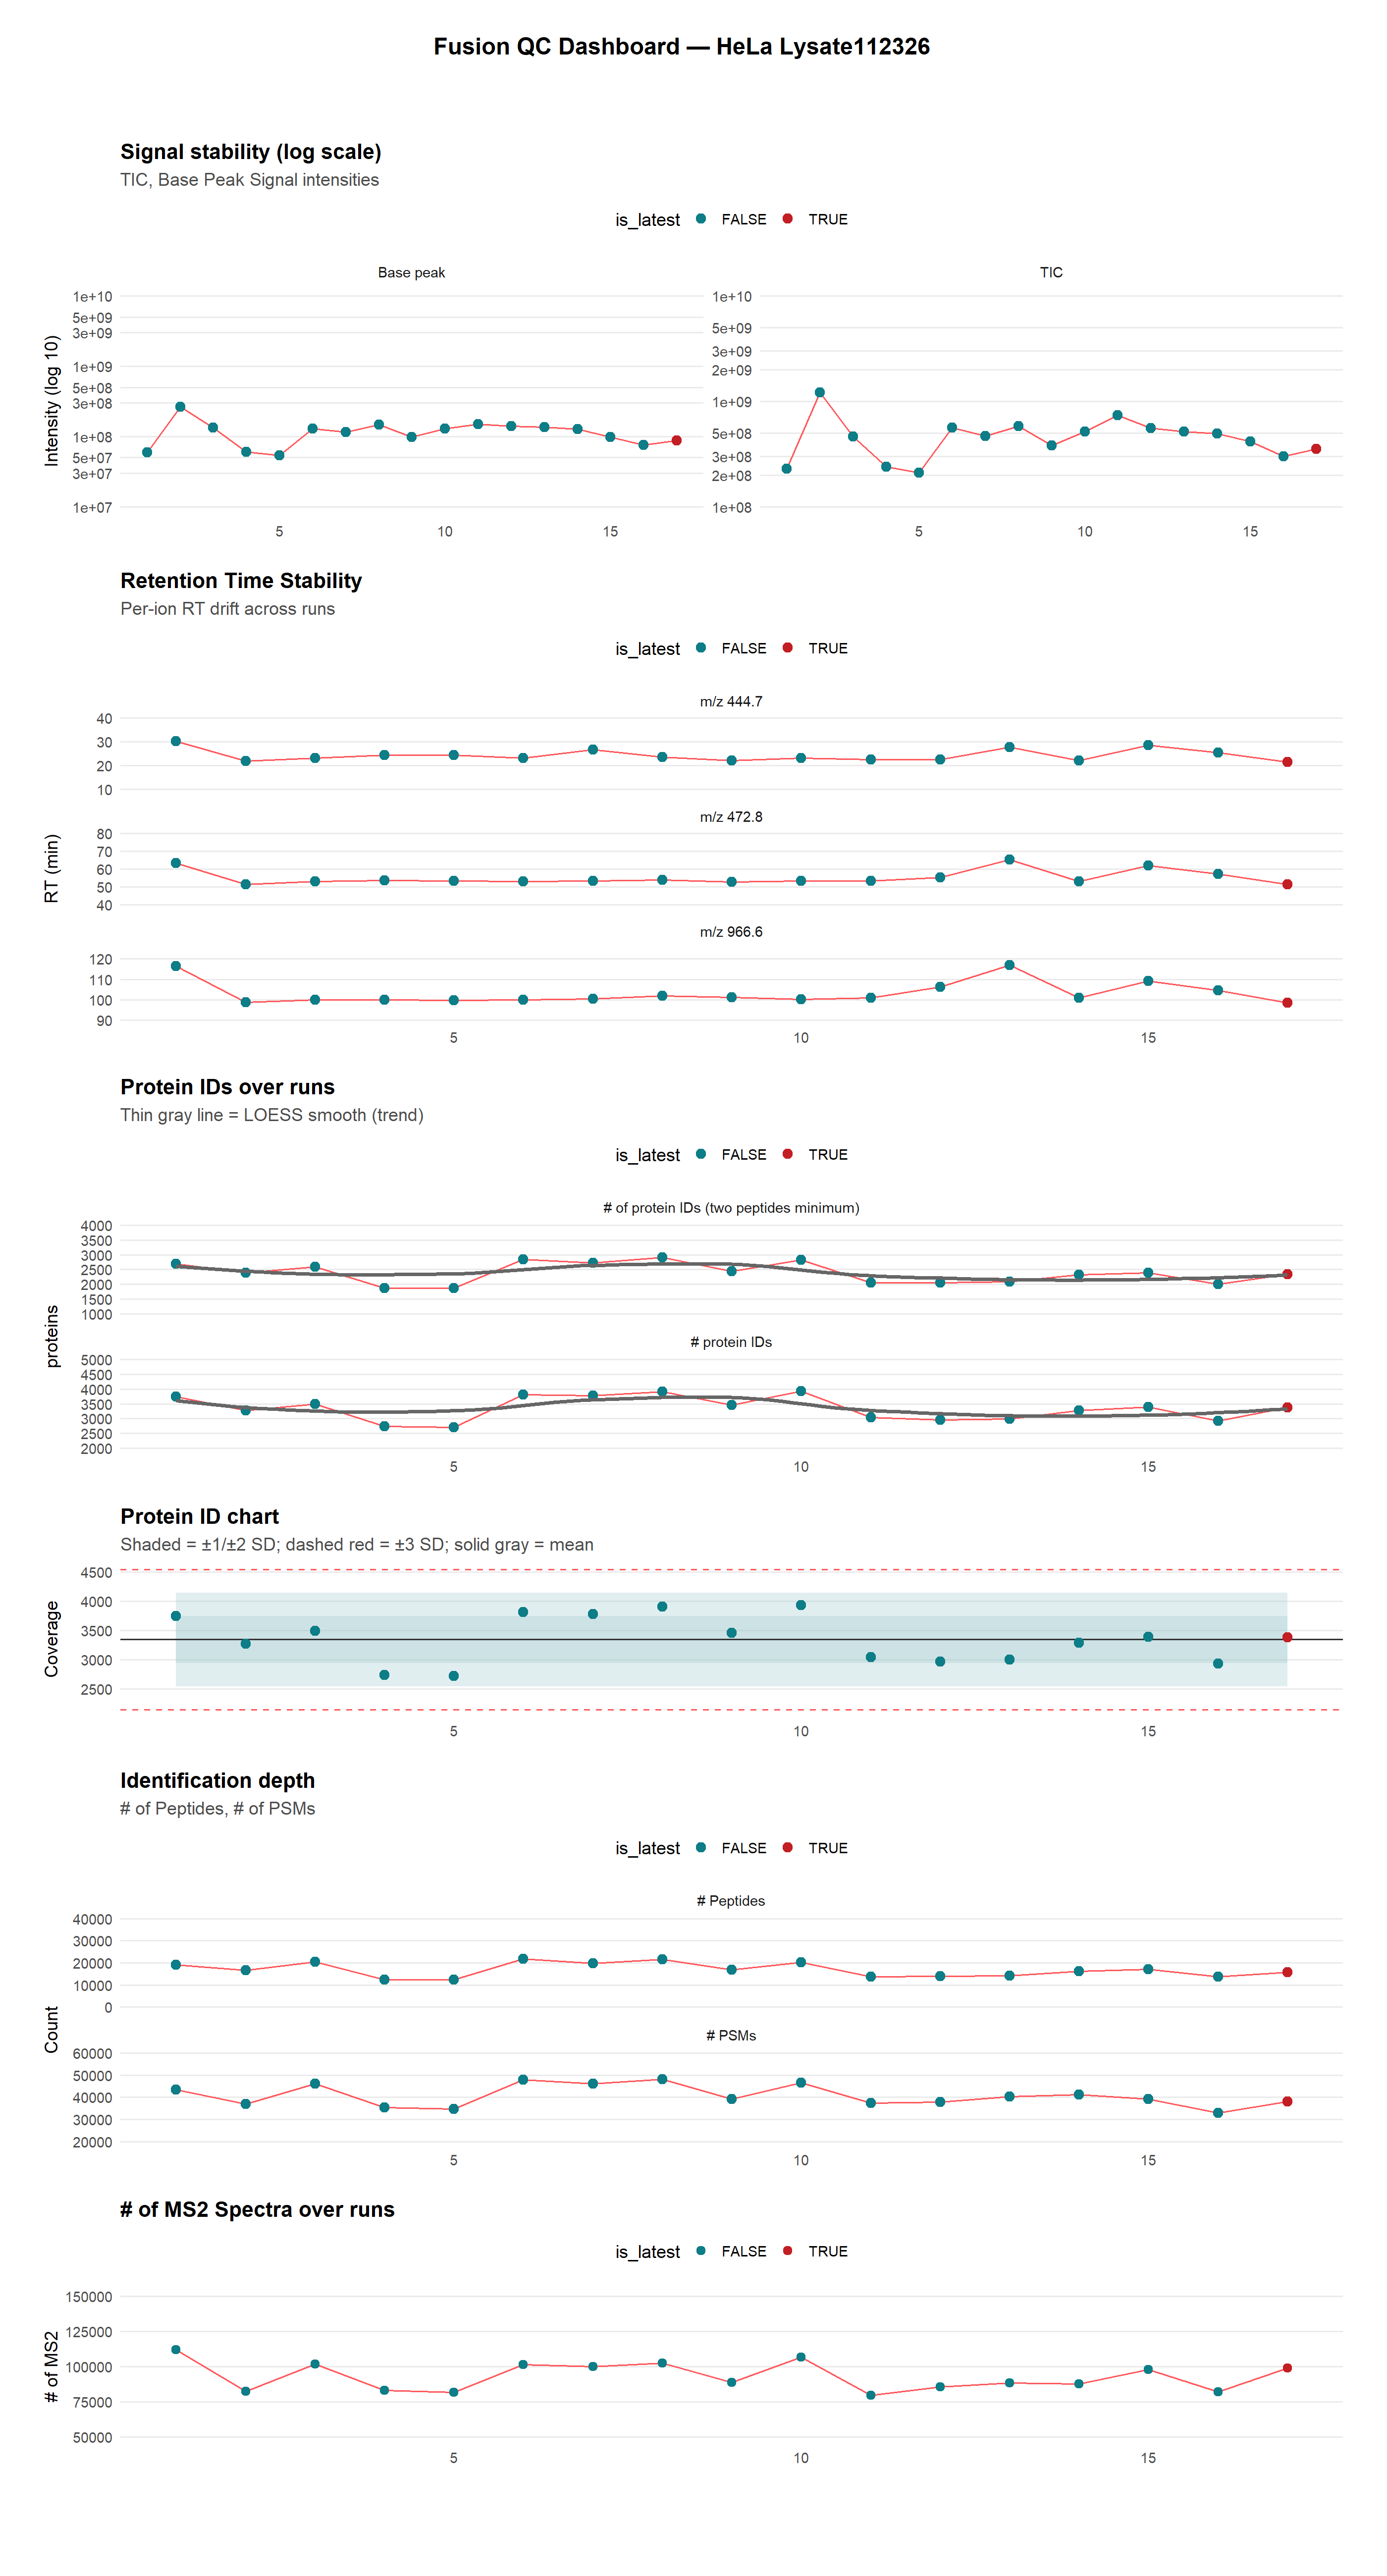 Fusion QC Dashboard — HeLa Lysate112326
Signal stability (log scale)
TIC, Base Peak Signal intensities
is_latest FALSE TRUE
Base peak TIC
Intensity (log 10)
1e+10
5e+09
3e+09
1e+09
5e+08
3e+08
1e+08
5e+07
3e+07
1e+07
5 10 15
1e+10
5e+09
3e+09
2e+09
1e+09
5e+08
3e+08
2e+08
1e+08
5 10 15
Retention Time Stability
Per-ion RT drift across runs
is_latest FALSE TRUE
RT (min)
m/z 444.7
40
30
20
10
m/z 472.8
80
70
60
50
40
m/z 966.6
120
110
100
90
5 10 15
Protein IDs over runs
Thin gray line = LOESS smooth (trend)
is_latest FALSE TRUE
proteins
# of protein IDs (two peptides minimum)
4000
3500
3000
2500
2000
1500
1000
# protein IDs
5000
4500
4000
3500
3000
2500
2000
5 10 15
Protein ID chart
Shaded = ±1/±2 SD; dashed red = ±3 SD; solid gray = mean
Coverage
4500
4000
3500
3000
2500
5 10 15
Identification depth
# of Peptides, # of PSMs
is_latest FALSE TRUE
Count
# Peptides
40000
30000
20000
10000
0
# PSMs
60000
50000
40000
30000
20000
5 10 15
# of MS2 Spectra over runs
is_latest FALSE TRUE
# of MS2
150000
125000
100000
75000
50000
5 10 15